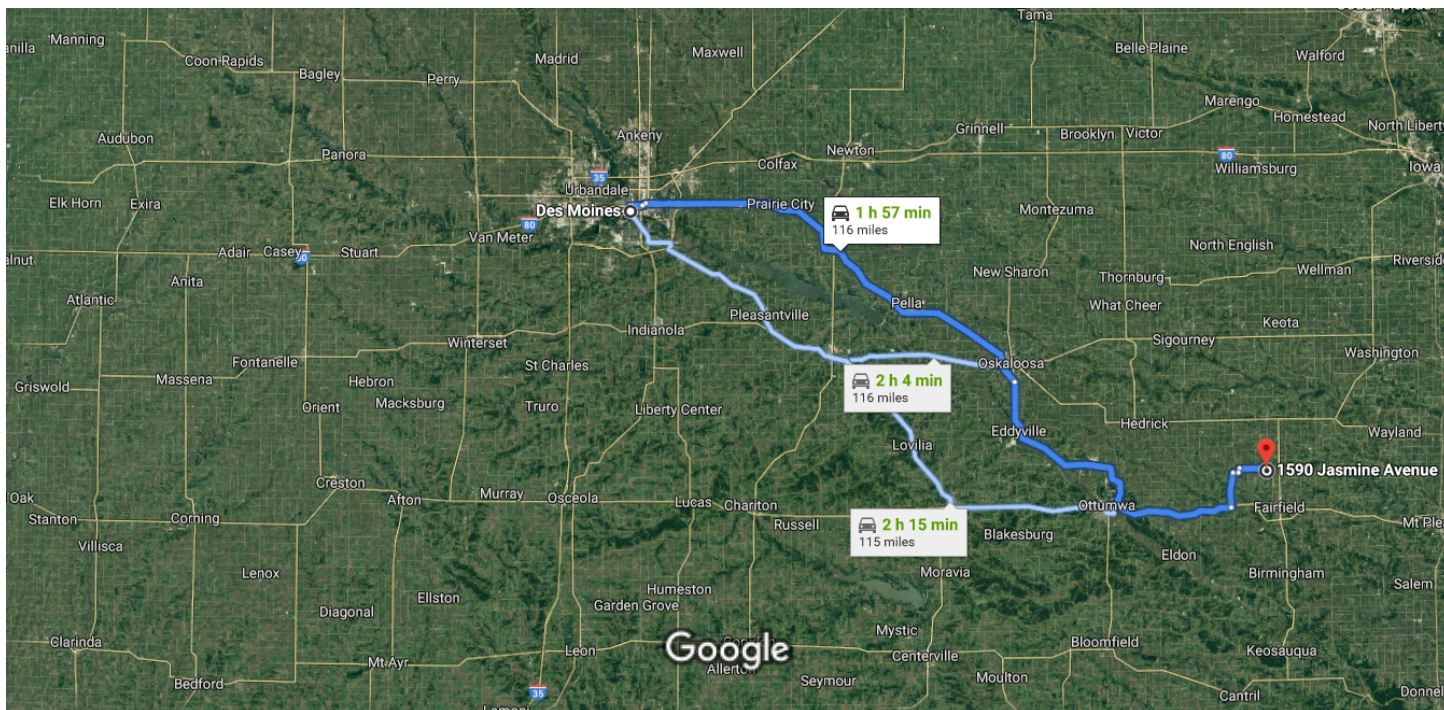 Tama
Manning
Belle Plaine
Walford
Maxwell
Madrid
Coon Rapids
Bagley
Perry
Marengo
Homestead
North Liberty
Audubon
Ankeny
Grinnell
Brooklyn
Victor
Panora
Newton
80
Williamsburg
Iowa
Colfax
35
Urbandale
Elk Horn
Exira
Des Moines
Prairie City
1 h 57 min
116 miles
Montezuma
80
Van Meter
North English
Adair
Casey
80
Stuart
Riverside
Wellman
New Sharon
Thornburg
Anita
Atlantic
Pella
What Cheer
Pleasantville
Keota
Indianola
Sigourney
Winterset
Washington
Fontanelle
St Charles
Oskaloosa
Massena
Hebron
Griswold
2 h 4 min
116 miles
Orient
Macksburg
Truro
Liberty Center
Hedrick
Wayland
Eddyville
Lovilia
1590 Jasmine Avenue
Creston
Oak
Afton
Murray
Osceola
Lucas
Chariton
Ottumwa
Fairfield
Stanton
Corning
Russell
2 h 15 min
115 miles
Mt Ple
Blakesburg
Villisca
Eldon
Lenox
Moravia
Birmingham
Salem
Humeston
Ellston
Garden Grove
Diagonal
Mystic
Clarinda
Bloomfield
Leon
Google
Keosauqua
Mt Ayr
Allerton
Centerville
Bedford
Seymour
Moulton
35
Cantril
Donnel